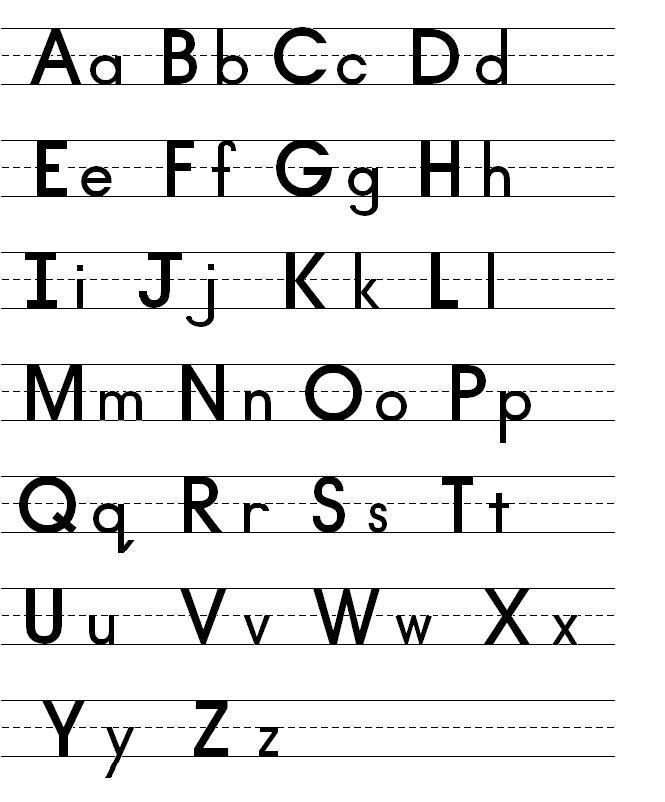 Aa Bb Cc Dd
Ee Ff Gg Hh
Ii Jj Kk Ll
Mm Nn Oo Pp
Qq Rr Ss Tt
Uu Vv Ww Xx
Yy Zz